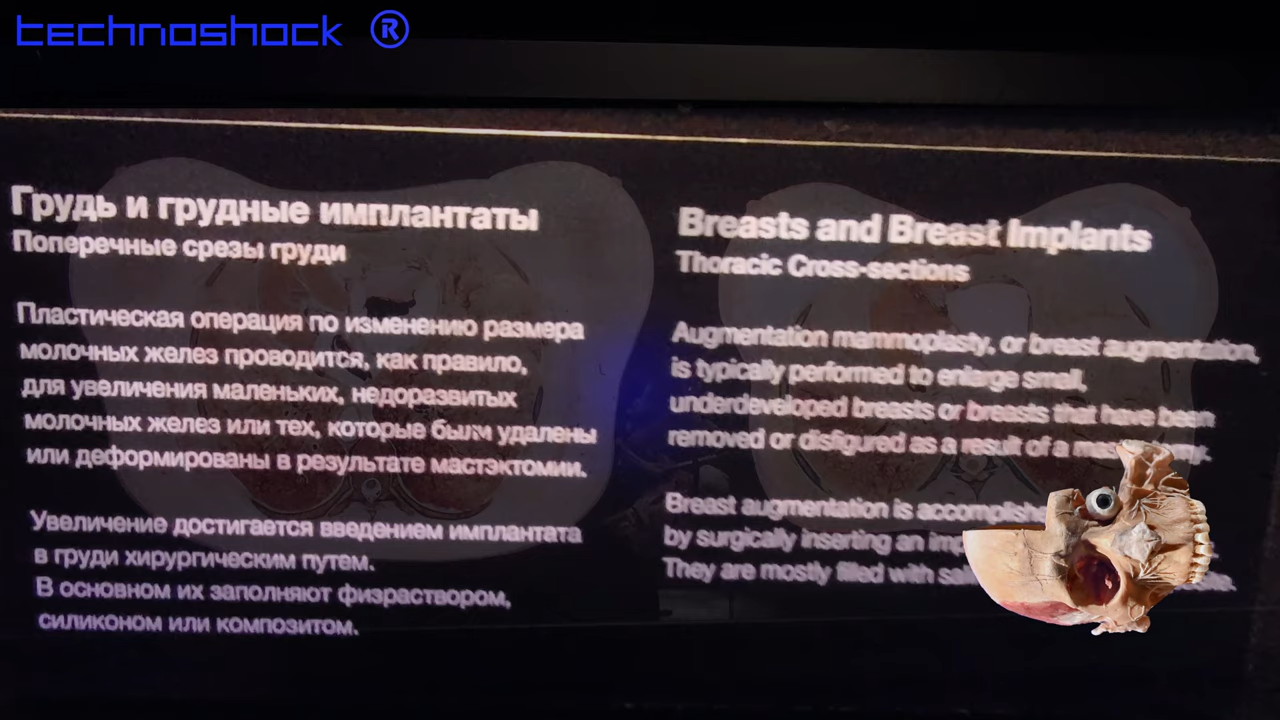 technoshock ®
Грудь и грудные имплантаты
Поперечные срезы груди
Пластическая операция по изменению размера
молочных желез проводится, как правило,
для увеличения маленьких, недоразвитых
молочных желез или тех, которые были удалены
или деформированы в результате мастэктомии.
Увеличение достигается введением имплантата
в груди хирургическим путем.
В основном их заполняют физраствором,
силиконом или композитом.
Breasts and Breast Implants
Thoracic Cross-sections
Augmentation mammoplasty, or breast augmentation,
is typically performed to enlarge small,
underdeveloped breasts or breasts that have been
removed or disfigured as a result of a
Breast augmentation is
by surgically inserting an
They are mostly filled with